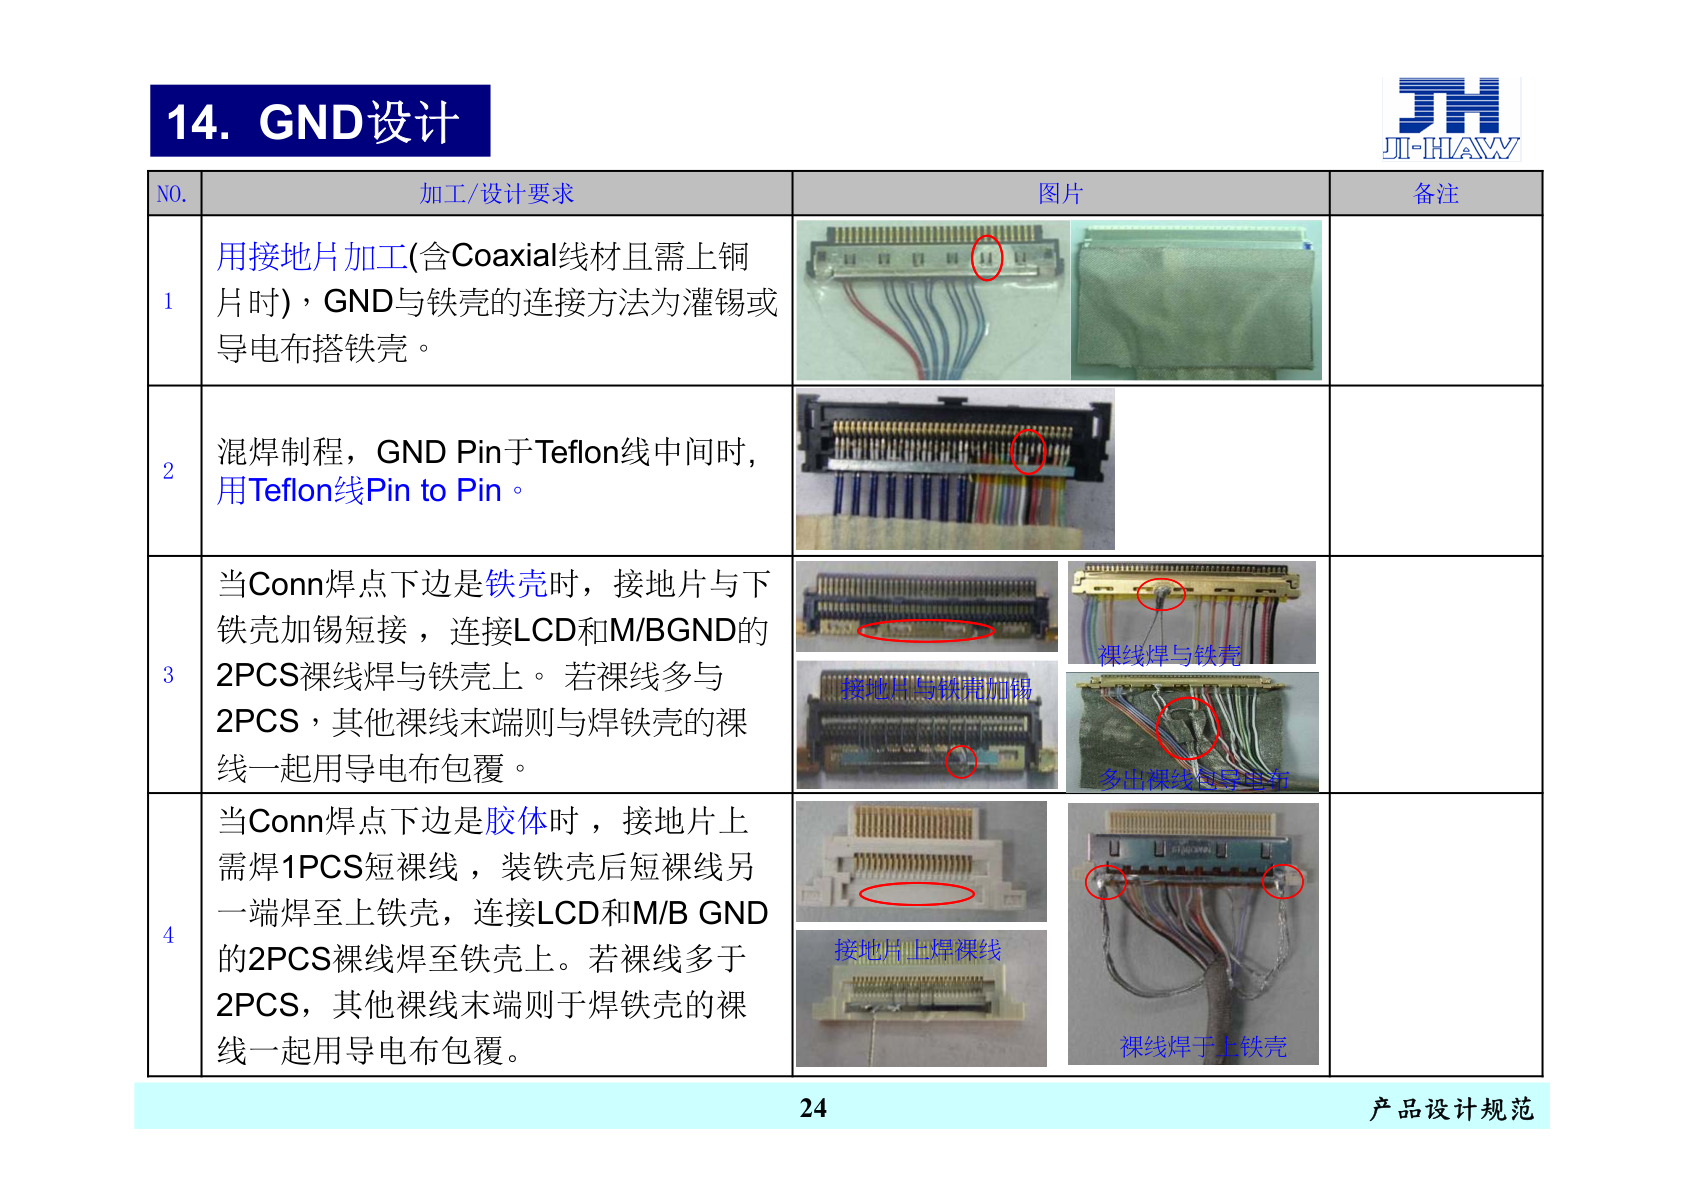 14. GND设计
JH
JI-HAW
NO. 加工/设计要求 图片 备注
1
用接地片加工(含Coaxial线材且需上铜
片时)，GND与铁壳的连接方法为灌锡或
导电布搭铁壳。
2
混焊制程，GND Pin于Teflon线中间时,
用Teflon线Pin to Pin。
3
当Conn焊点下边是铁壳时，接地片与下
铁壳加锡短接 ，连接LCD和M/BGND的
2PCS裸线焊与铁壳上。 若裸线多与
2PCS，其他裸线末端则与焊铁壳的裸
线一起用导电布包覆。
接地片与铁壳加锡
裸线焊与铁壳
多出裸线包导电布
4
当Conn焊点下边是胶体时 ，接地片上
需焊1PCS短裸线 ，装铁壳后短裸线另
一端焊至上铁壳，连接LCD和M/B GND
的2PCS裸线焊至铁壳上。若裸线多于
2PCS，其他裸线末端则于焊铁壳的裸
线一起用导电布包覆。
接地片上焊裸线
裸线焊于上铁壳
24
产品设计规范